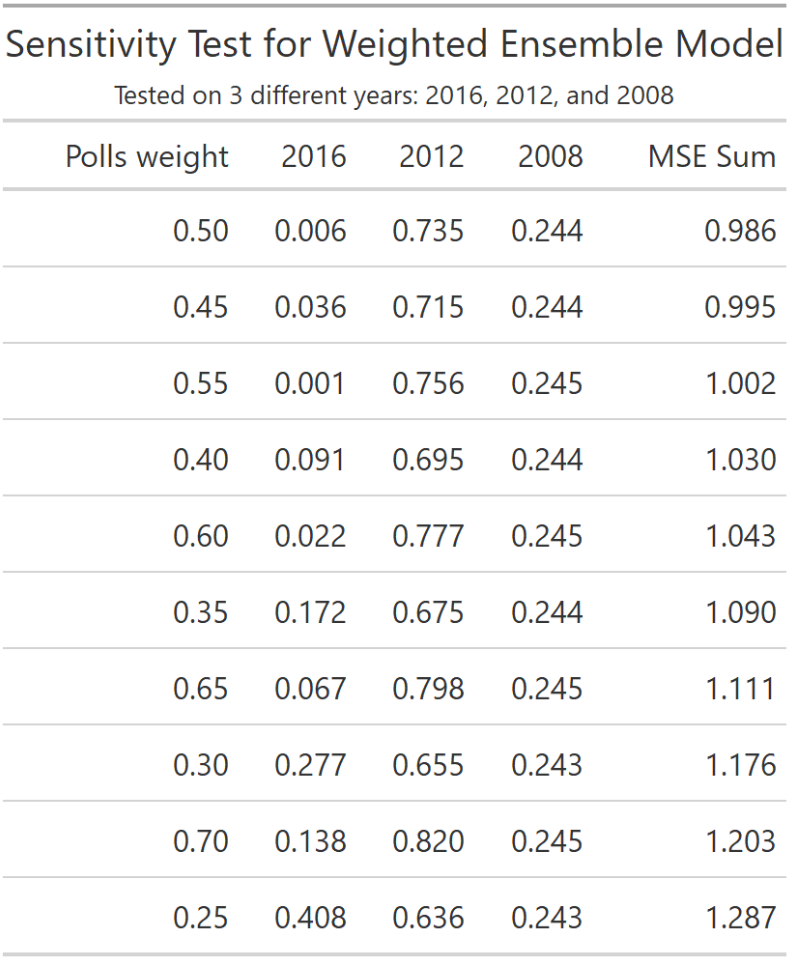 Sensitivity Test for Weighted Ensemble Model
Tested on 3 different years: 2016, 2012, and 2008
Polls weight 2016 2012 2008 MSE Sum
0.50 0.006 0.735 0.244 0.986
0.45 0.036 0.715 0.244 0.995
0.55 0.001 0.756 0.245 1.002
0.40 0.091 0.695 0.244 1.030
0.60 0.022 0.777 0.245 1.043
0.35 0.172 0.675 0.244 1.090
0.65 0.067 0.798 0.245 1.111
0.30 0.277 0.655 0.243 1.176
0.70 0.138 0.820 0.245 1.203
0.25 0.408 0.636 0.243 1.287